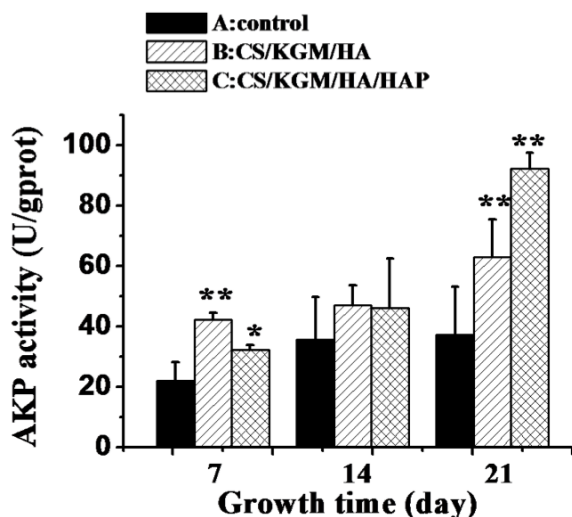 A:control
B:CS/KGM/HA
C:CS/KGM/HA/HAP
AKP activity (U/gprot)
100
80
60
40
20
0
**
*
**
**
7 14 21
Growth time (day)